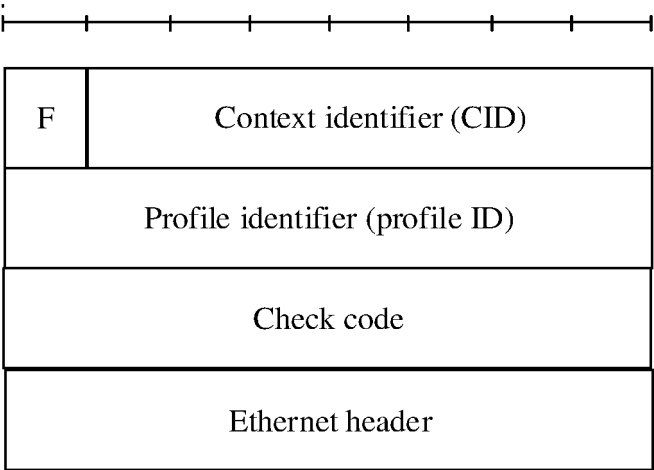 F
Context identifier (CID)
Profile identifier (profile ID)
Check code
Ethernet header